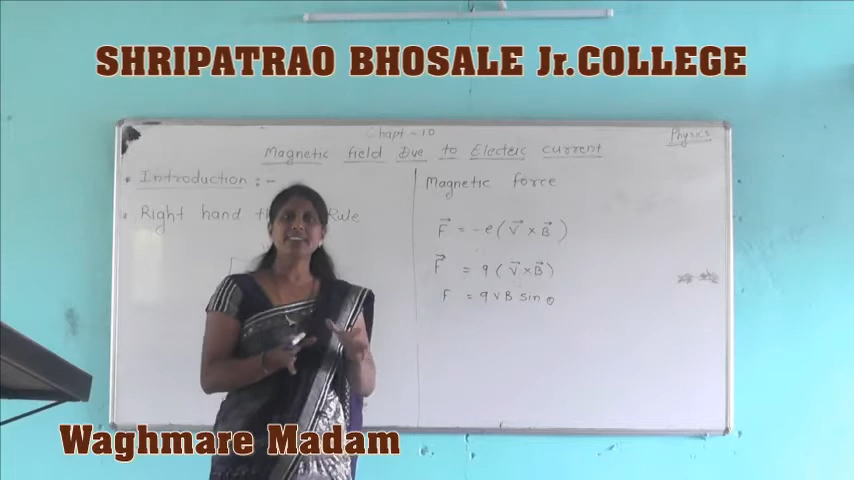 SHRIPATRAO BHOSALE Jr.COLLEGE
Chapt - 10
Physics
Magnetic field Due to Electric current
Introduction :-
Right hand Rule
Magnetic force
F⃗ = -e(V⃗ × B⃗)
F⃗ = q(V⃗ × B⃗)
F = qVB sin θ
Waghmare Madam